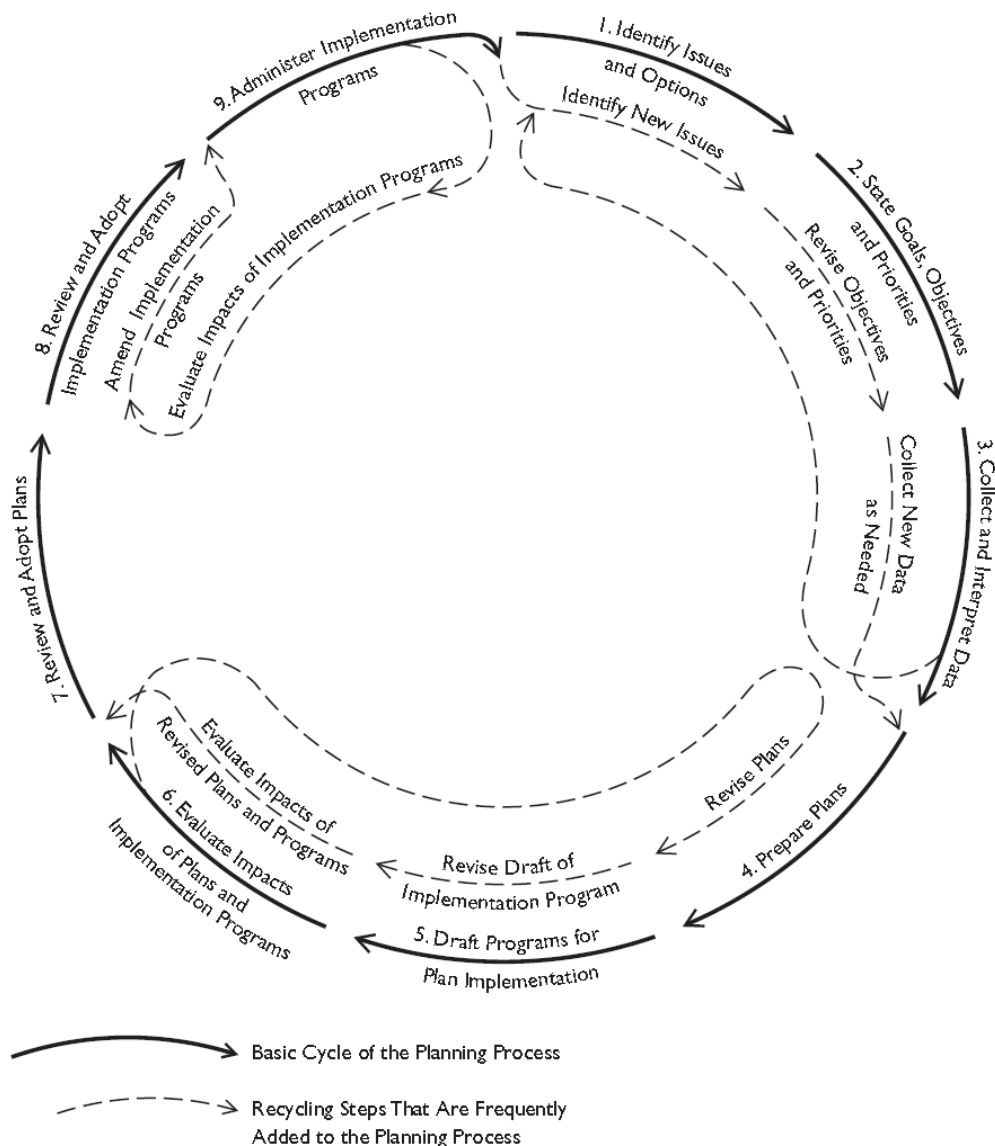 1. Identify Issues
and Options
Identify New Issues
2. State Goals, Objectives
and Priorities
Revise Objectives
and Priorities
3. Collect and Interpret Data
Collect New Data
as Needed
4. Prepare Plans
Revise Plans
5. Draft Programs for
Plan Implementation
Revise Draft of
Implementation Program
6. Evaluate Impacts
of Plans and
Implementation Programs
Evaluate Impacts of
Revised Plans and Programs
7. Review and Adopt Plans
8. Review and Adopt
Implementation Programs
Amend Implementation
Programs
9. Administer Implementation
Programs
Evaluate Impacts of Implementation Programs
Basic Cycle of the Planning Process
Recycling Steps That Are Frequently
Added to the Planning Process